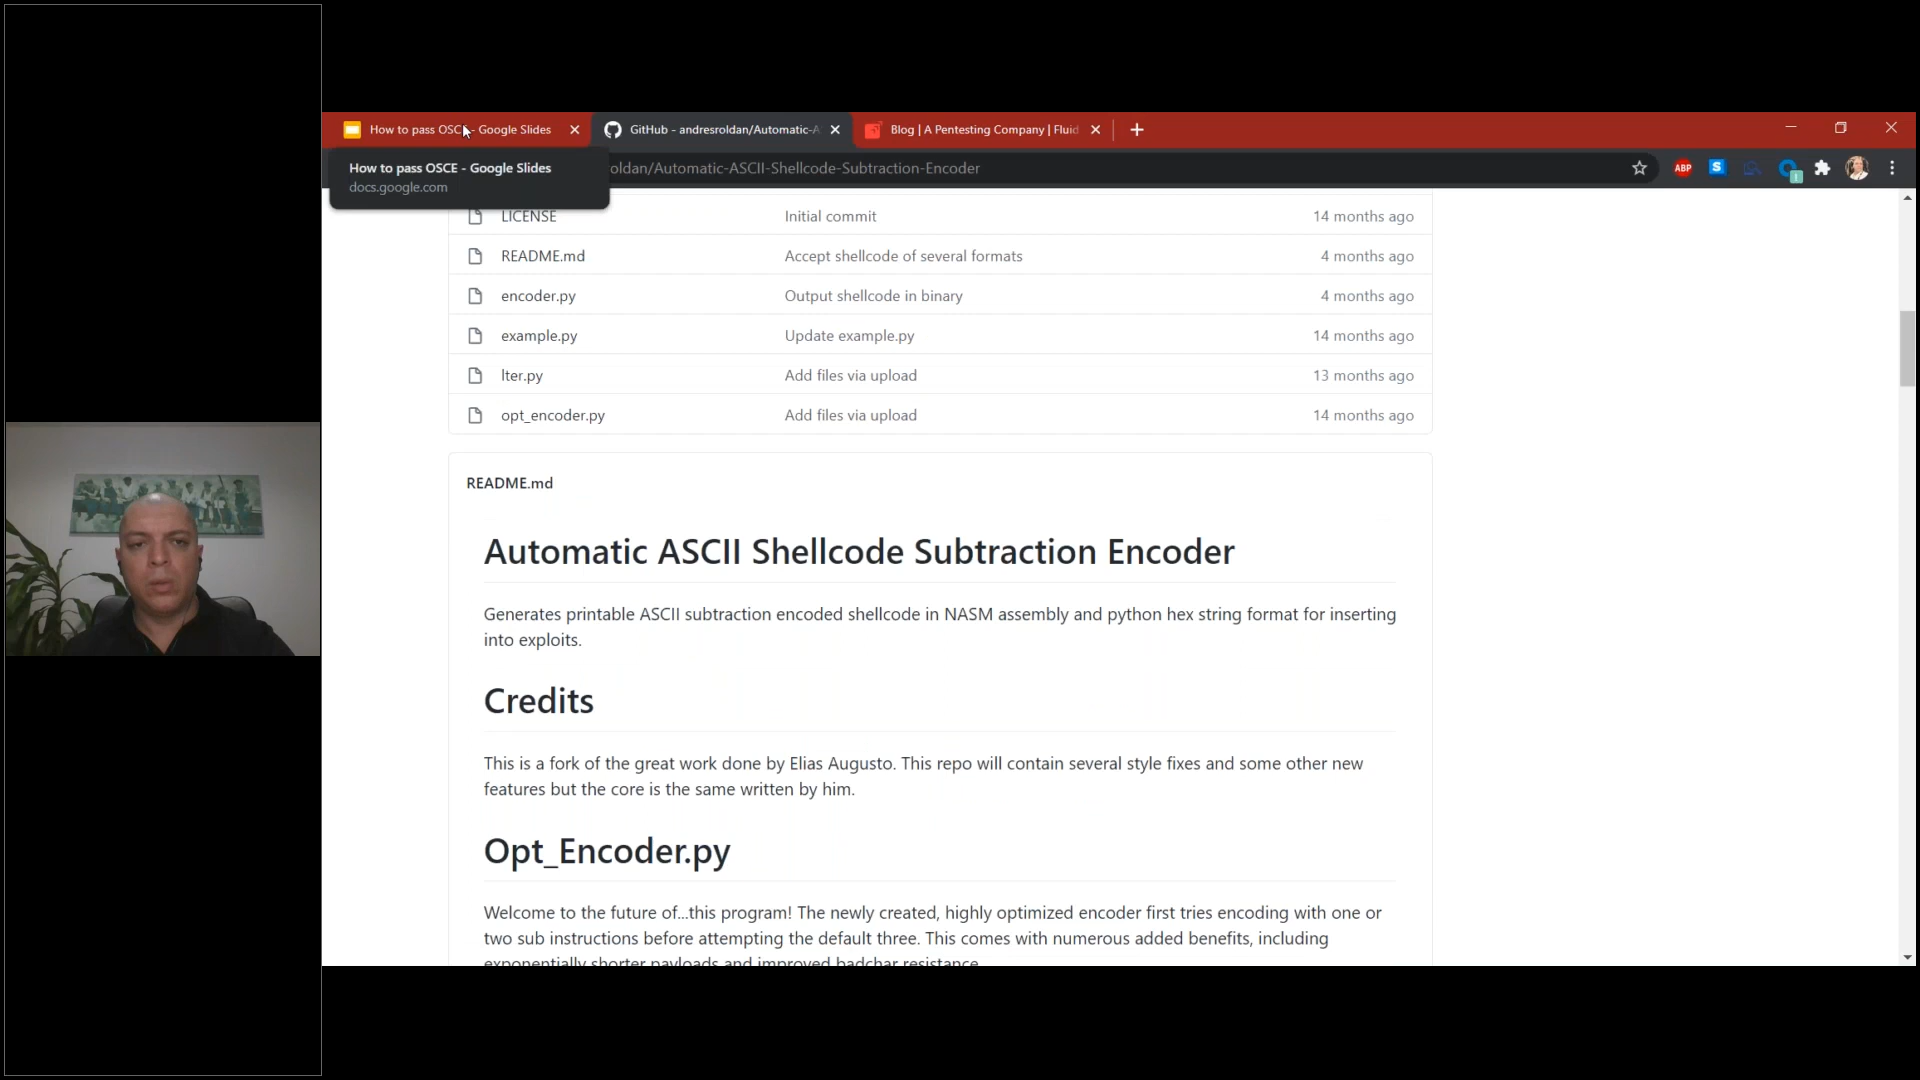 How to pass OSCE - Google Slides
GitHub - andresroldan/Automatic-A
Blog | A Pentesting Company | Fluid
How to pass OSCE - Google Slides
docs.google.com
oldan/Automatic-ASCII-Shellcode-Subtraction-Encoder
ABP
S
LICENSE Initial commit 14 months ago
README.md Accept shellcode of several formats 4 months ago
encoder.py Output shellcode in binary 4 months ago
example.py Update example.py 14 months ago
lter.py Add files via upload 13 months ago
opt_encoder.py Add files via upload 14 months ago
README.md
Automatic ASCII Shellcode Subtraction Encoder
Generates printable ASCII subtraction encoded shellcode in NASM assembly and python hex string format for inserting
into exploits.
Credits
This is a fork of the great work done by Elias Augusto. This repo will contain several style fixes and some other new
features but the core is the same written by him.
Opt_Encoder.py
Welcome to the future of...this program! The newly created, highly optimized encoder first tries encoding with one or
two sub instructions before attempting the default three. This comes with numerous added benefits, including
exponentially shorter payloads and improved badchar resistance.